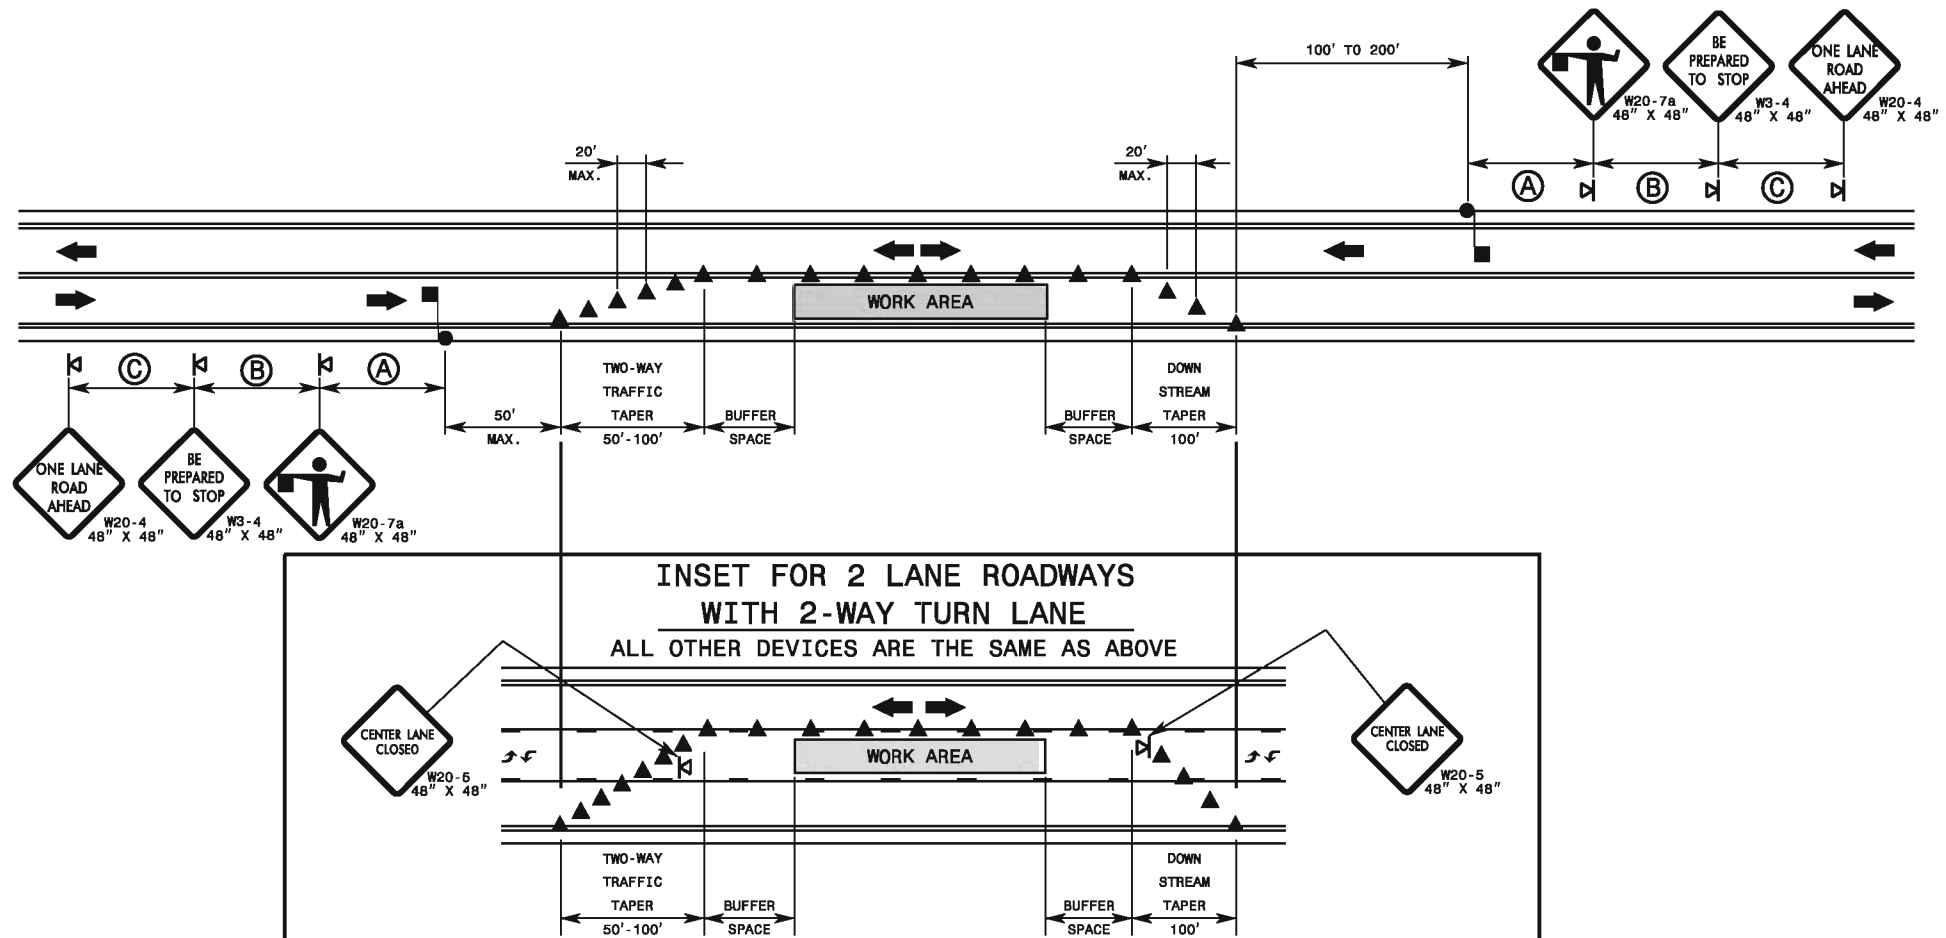 100' TO 200'
BE
PREPARED
TO STOP
ONE LANE
ROAD
AHEAD
W20-7a
48" X 48"
W3-4
48" X 48"
W20-4
48" X 48"
20'
MAX.
20'
MAX.
A
B
C
WORK AREA
C
B
A
TWO-WAY
TRAFFIC
TAPER
50'-100'
DOWN
STREAM
TAPER
100'
50'
MAX.
BUFFER
SPACE
BUFFER
SPACE
ONE LANE
ROAD
AHEAD
BE
PREPARED
TO STOP
W20-4
48" X 48"
W3-4
48" X 48"
W20-7a
48" X 48"
INSET FOR 2 LANE ROADWAYS
WITH 2-WAY TURN LANE
ALL OTHER DEVICES ARE THE SAME AS ABOVE
CENTER LANE
CLOSEO
W20-5
48" X 48"
WORK AREA
CENTER LANE
CLOSED
W20-5
48" X 48"
TWO-WAY
TRAFFIC
TAPER
50'-100'
BUFFER
SPACE
BUFFER
SPACE
DOWN
STREAM
TAPER
100'